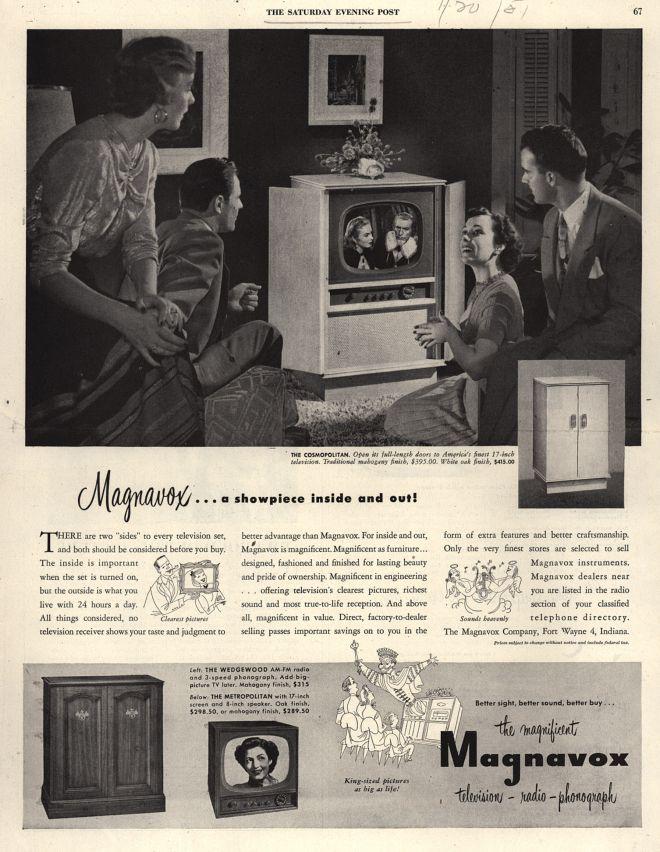 THE SATURDAY EVENING POST
67
THE COSMOPOLITAN. Open its full-length doors to America's finest 17-inch
television. Traditional mahogany finish, $395.00. White oak finish, $415.00
Magnavox ... a showpiece inside and out!
THERE are two "sides" to every television set,
and both should be considered before you buy.
The inside is important
when the set is turned on,
but the outside is what you
live with 24 hours a day.
All things considered, no
television receiver shows your taste and judgment to
Clearest pictures
better advantage than Magnavox. For inside and out,
Magnavox is magnificent. Magnificent as furniture...
designed, fashioned and finished for lasting beauty
and pride of ownership. Magnificent in engineering
. . . offering television's clearest pictures, richest
sound and most true-to-life reception. And above
all, magnificent in value. Direct, factory-to-dealer
selling passes important savings on to you in the
form of extra features and better craftsmanship.
Only the very finest stores are selected to sell
Magnavox instruments.
Magnavox dealers near
you are listed in the radio
section of your classified
telephone directory.
The Magnavox Company, Fort Wayne 4, Indiana.
Sounds heavenly
Prices subject to change without notice and include federal tax.
Left: THE WEDGEWOOD AM-FM radio
and 3-speed phonograph. Add big-
picture TV later. Mahogany finish, $315
Below: THE METROPOLITAN with 17-inch
screen and 8-inch speaker. Oak finish,
$298.50, or mahogany finish, $289.50
King-sized pictures
as big as life!
Better sight, better sound, better buy . . .
the magnificent
Magnavox
television - radio - phonograph